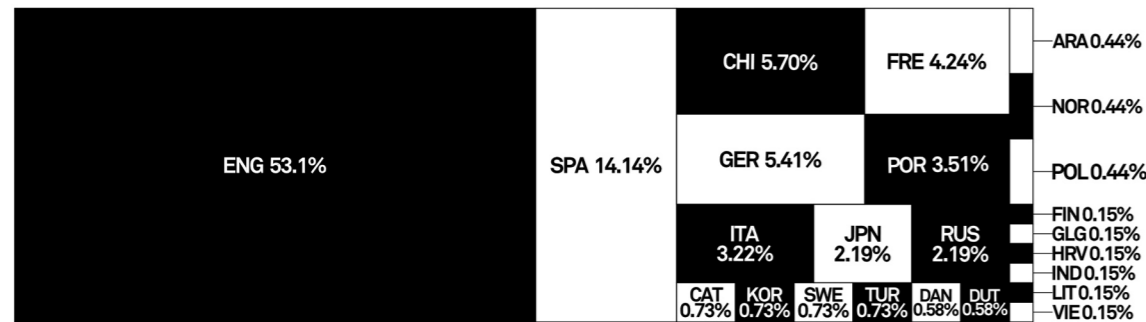 ENG 53.1%
SPA 14.14%
CHI 5.70%
FRE 4.24%
GER 5.41%
POR 3.51%
ITA
3.22%
JPN
2.19%
RUS
2.19%
CAT
0.73%
KOR
0.73%
SWE
0.73%
TUR
0.73%
DAN
0.58%
DUT
0.58%
ARA 0.44%
NOR 0.44%
POL 0.44%
FIN 0.15%
GLG 0.15%
HRV 0.15%
IND 0.15%
LIT 0.15%
VIE 0.15%